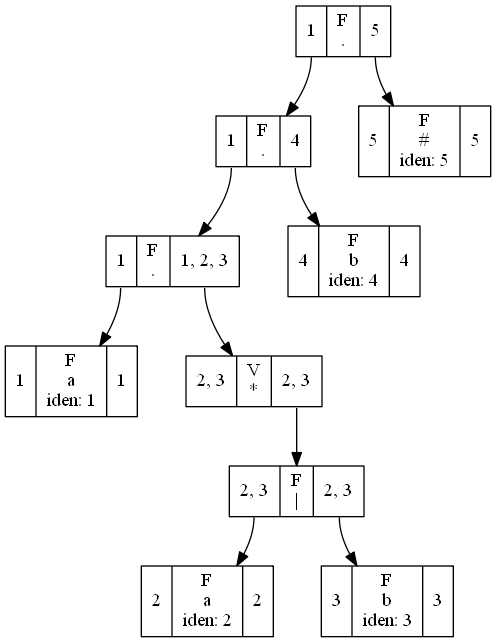 1 F 5
.
1 F 4
.
5 F 5
#
iden: 5
1 F 1, 2, 3
.
4 F 4
b
iden: 4
1 F 1
a
iden: 1
2, 3 V 2, 3
*
2, 3 F 2, 3
|
2 F 2
a
iden: 2
3 F 3
b
iden: 3